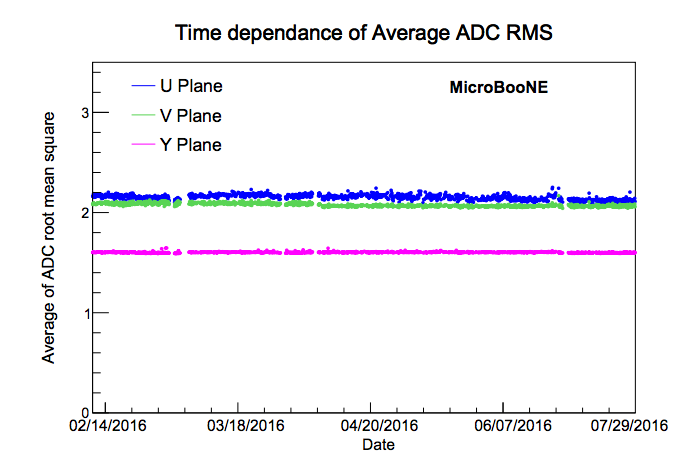 Time dependance of Average ADC RMS
U Plane
V Plane
Y Plane
MicroBooNE
Average of ADC root mean square
3
2
1
0
02/14/2016 03/18/2016 04/20/2016 06/07/2016 07/29/2016
Date